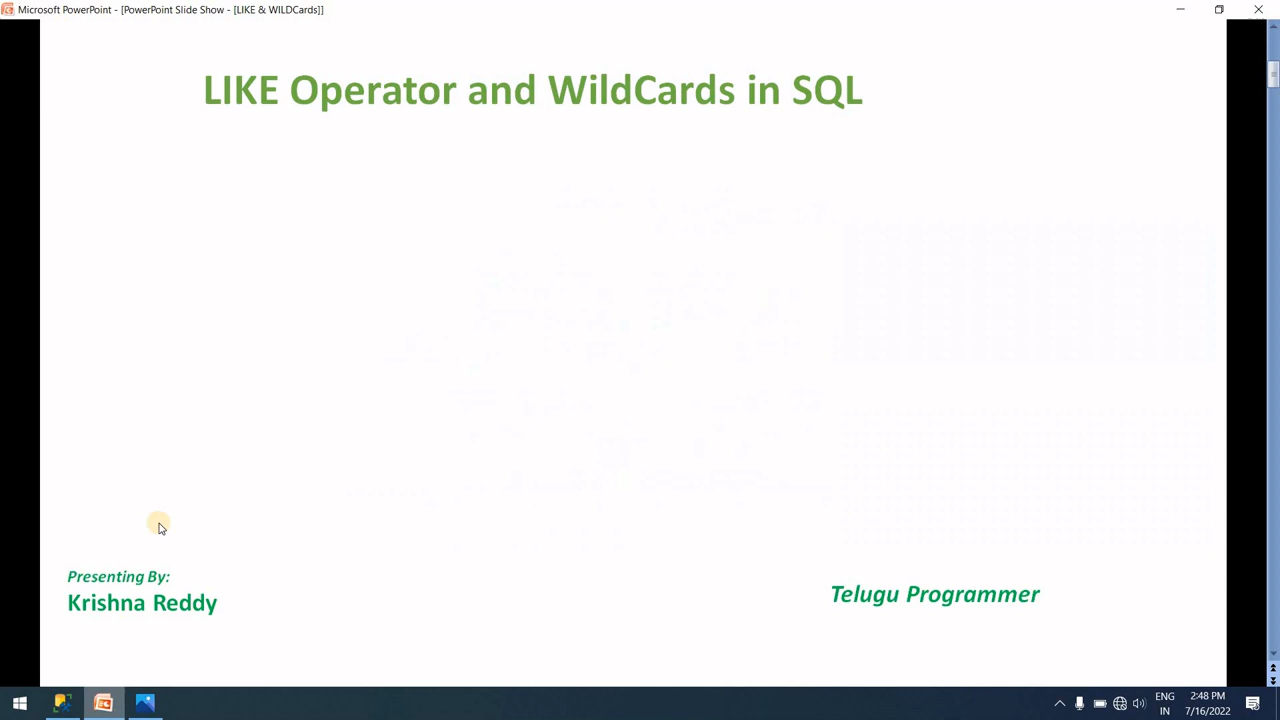 Microsoft PowerPoint - [PowerPoint Slide Show - [LIKE & WILDCards]]
LIKE Operator and WildCards in SQL
Presenting By:
Krishna Reddy
Telugu Programmer
ENG
IN
2:48 PM
7/16/2022